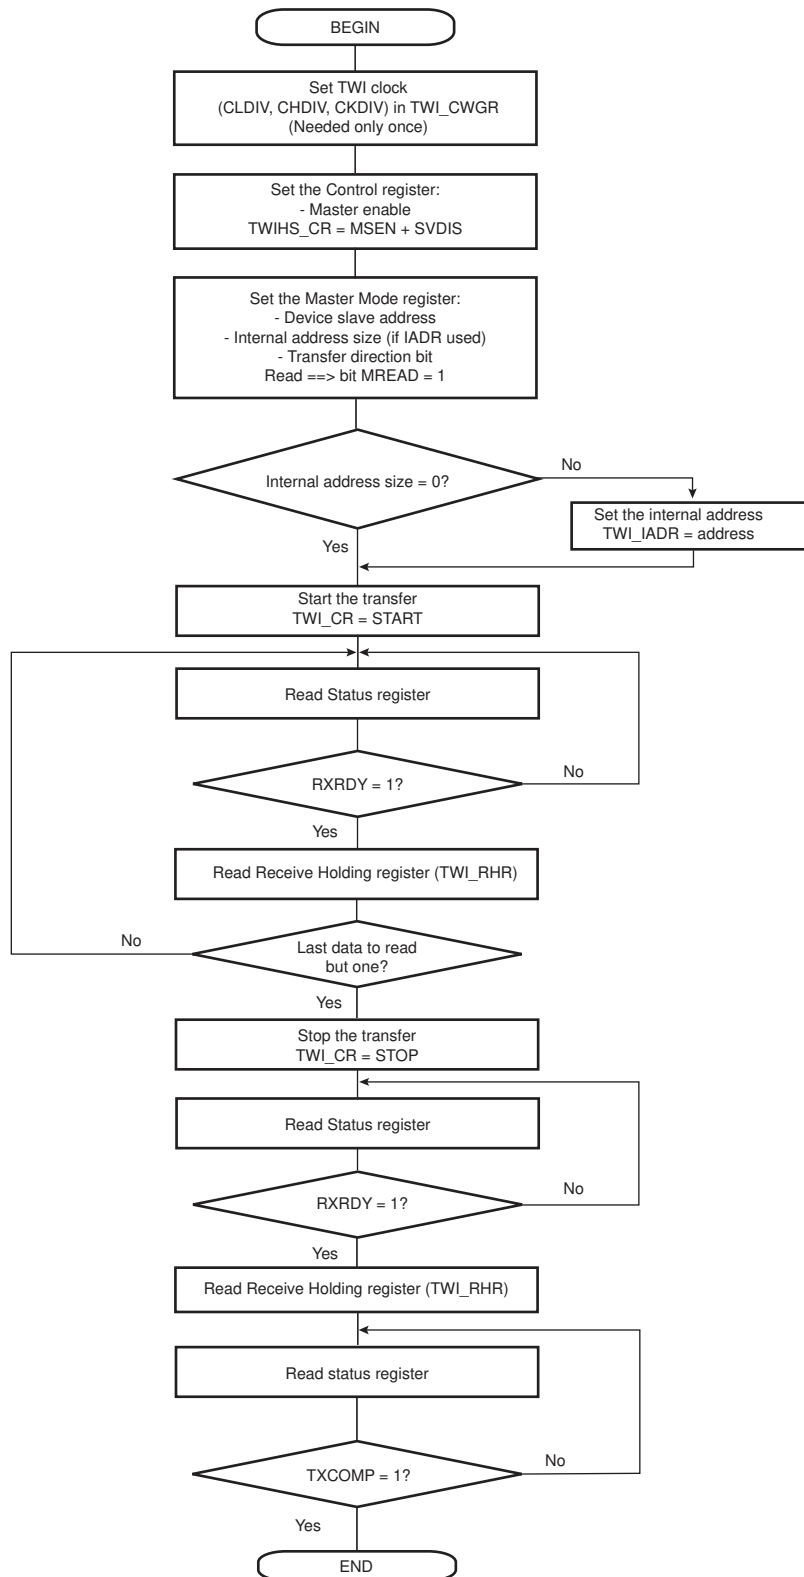 BEGIN
Set TWI clock
(CLDIV, CHDIV, CKDIV) in TWI_CWGR
(Needed only once)
Set the Control register:
- Master enable
TWIHS_CR = MSEN + SVDIS
Set the Master Mode register:
- Device slave address
- Internal address size (if IADR used)
- Transfer direction bit
Read ==> bit MREAD = 1
Internal address size = 0?
No
Set the internal address
TWI_IADR = address
Yes
Start the transfer
TWI_CR = START
Read Status register
RXRDY = 1?
No
Yes
Read Receive Holding register (TWI_RHR)
No
Last data to read
but one?
Yes
Stop the transfer
TWI_CR = STOP
Read Status register
RXRDY = 1?
No
Yes
Read Receive Holding register (TWI_RHR)
Read status register
TXCOMP = 1?
No
Yes
END